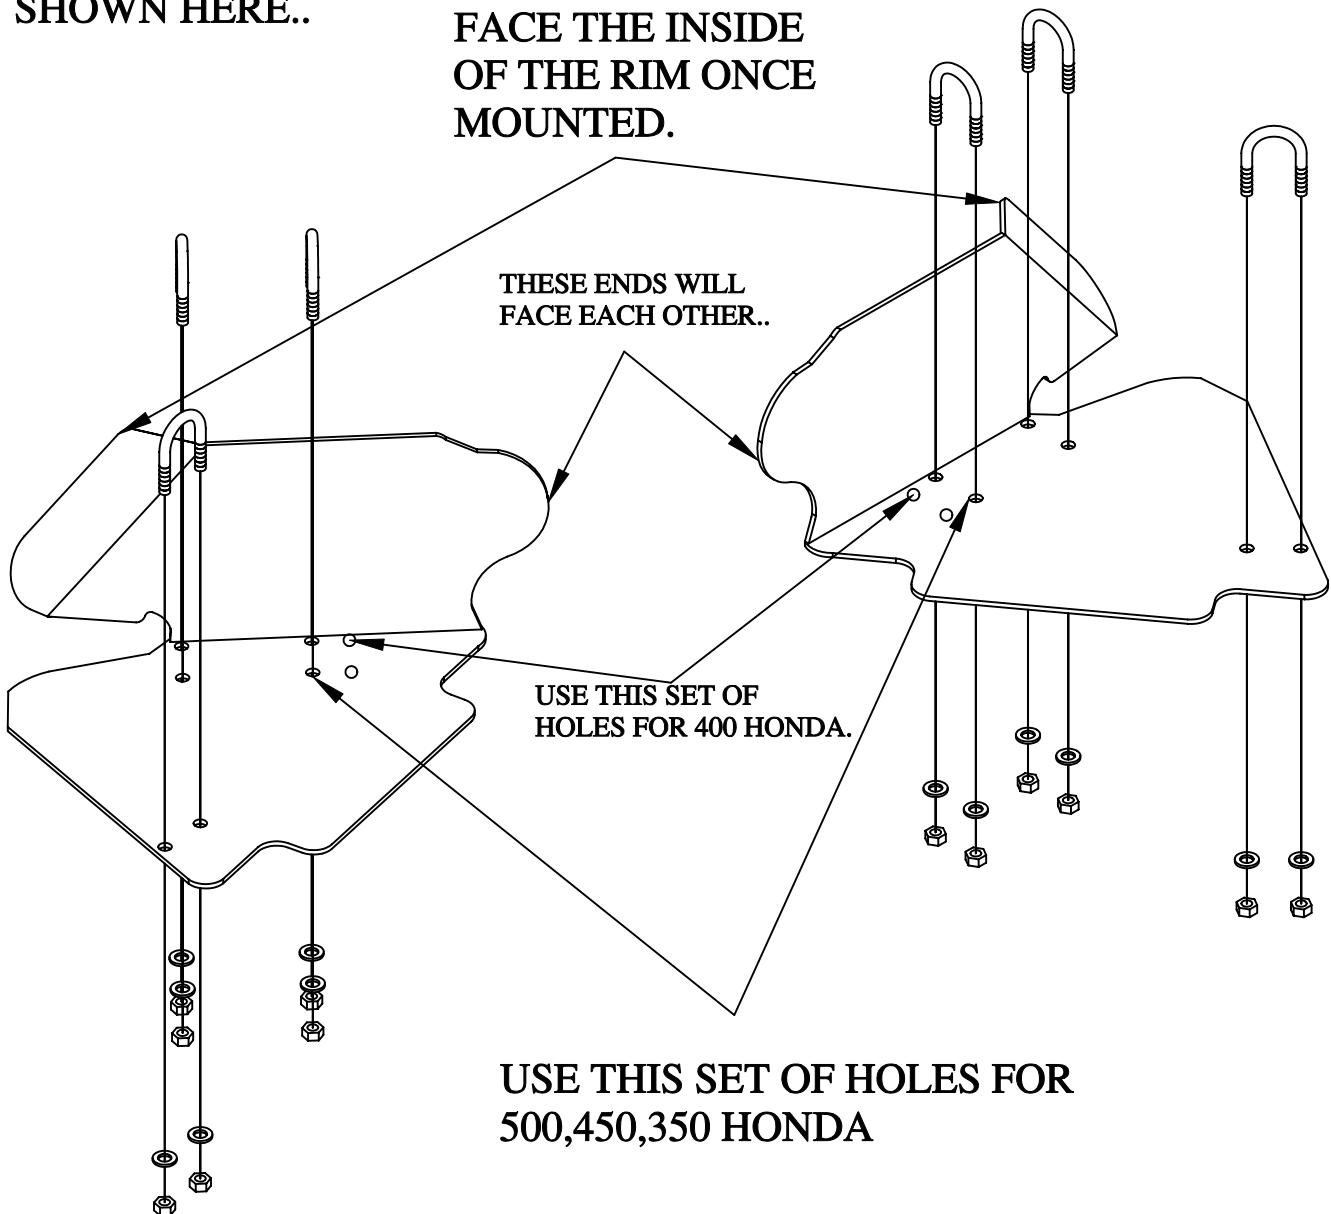 SHOWN HERE..
FACE THE INSIDE
OF THE RIM ONCE
MOUNTED.
THESE ENDS WILL
FACE EACH OTHER..
USE THIS SET OF
HOLES FOR 400 HONDA.
USE THIS SET OF HOLES FOR
500,450,350 HONDA